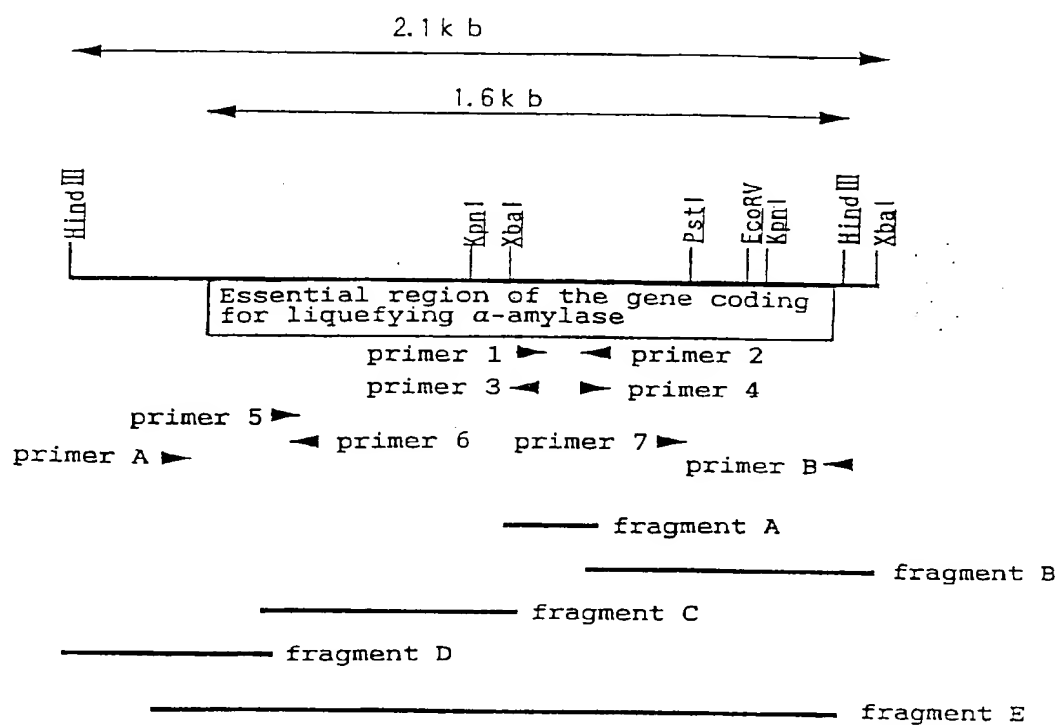 2.1kb
1.6kb
HindIII KpnI XbaI PstI EcoRV KpnI HindIII XbaI
Essential region of the gene coding
for liquefying α-amylase
primer 1 primer 2
primer 3 primer 4
primer 5
primer 6 primer 7
primer A primer B
fragment A
fragment B
fragment C
fragment D
fragment E